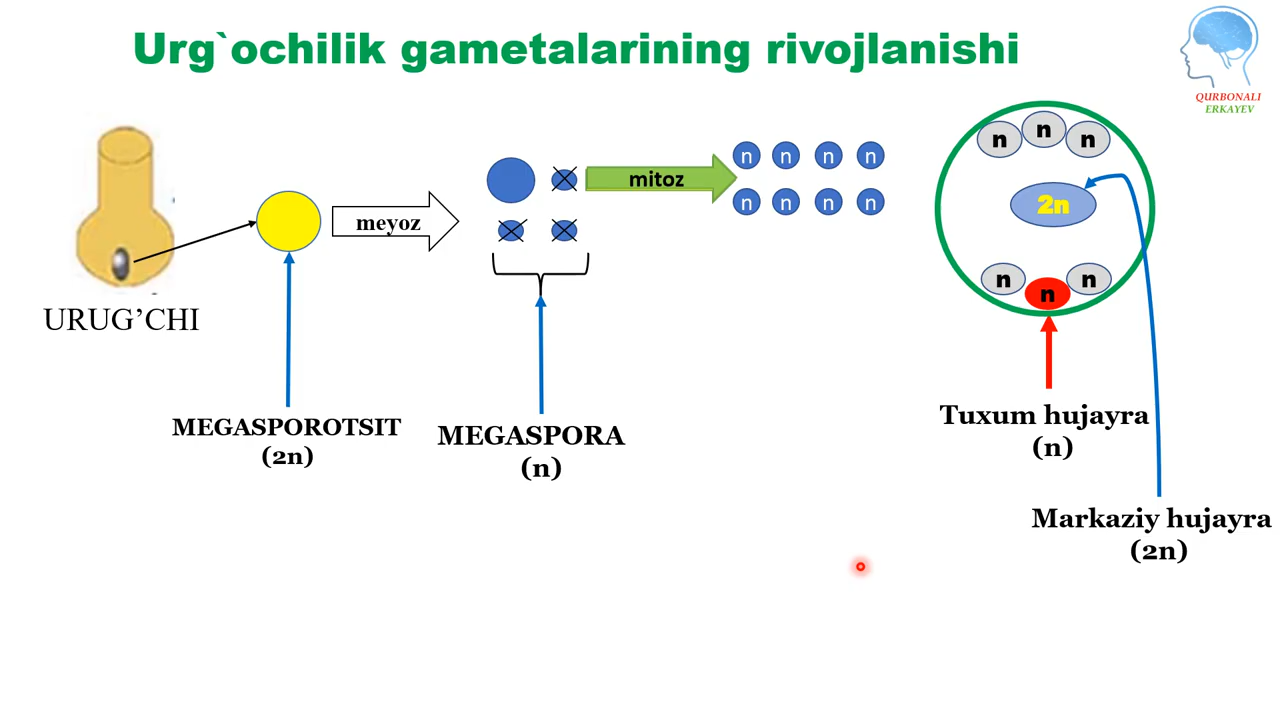 Urg`ochilik gametalarining rivojlanishi
QURBONALI
ERKAYEV
URUG’CHI
meyoz
mitoz
n n n n
n n n n
n n n
2n
n n n
MEGASPOROTSIT
(2n)
MEGASPORA
(n)
Tuxum hujayra
(n)
Markaziy hujayra
(2n)